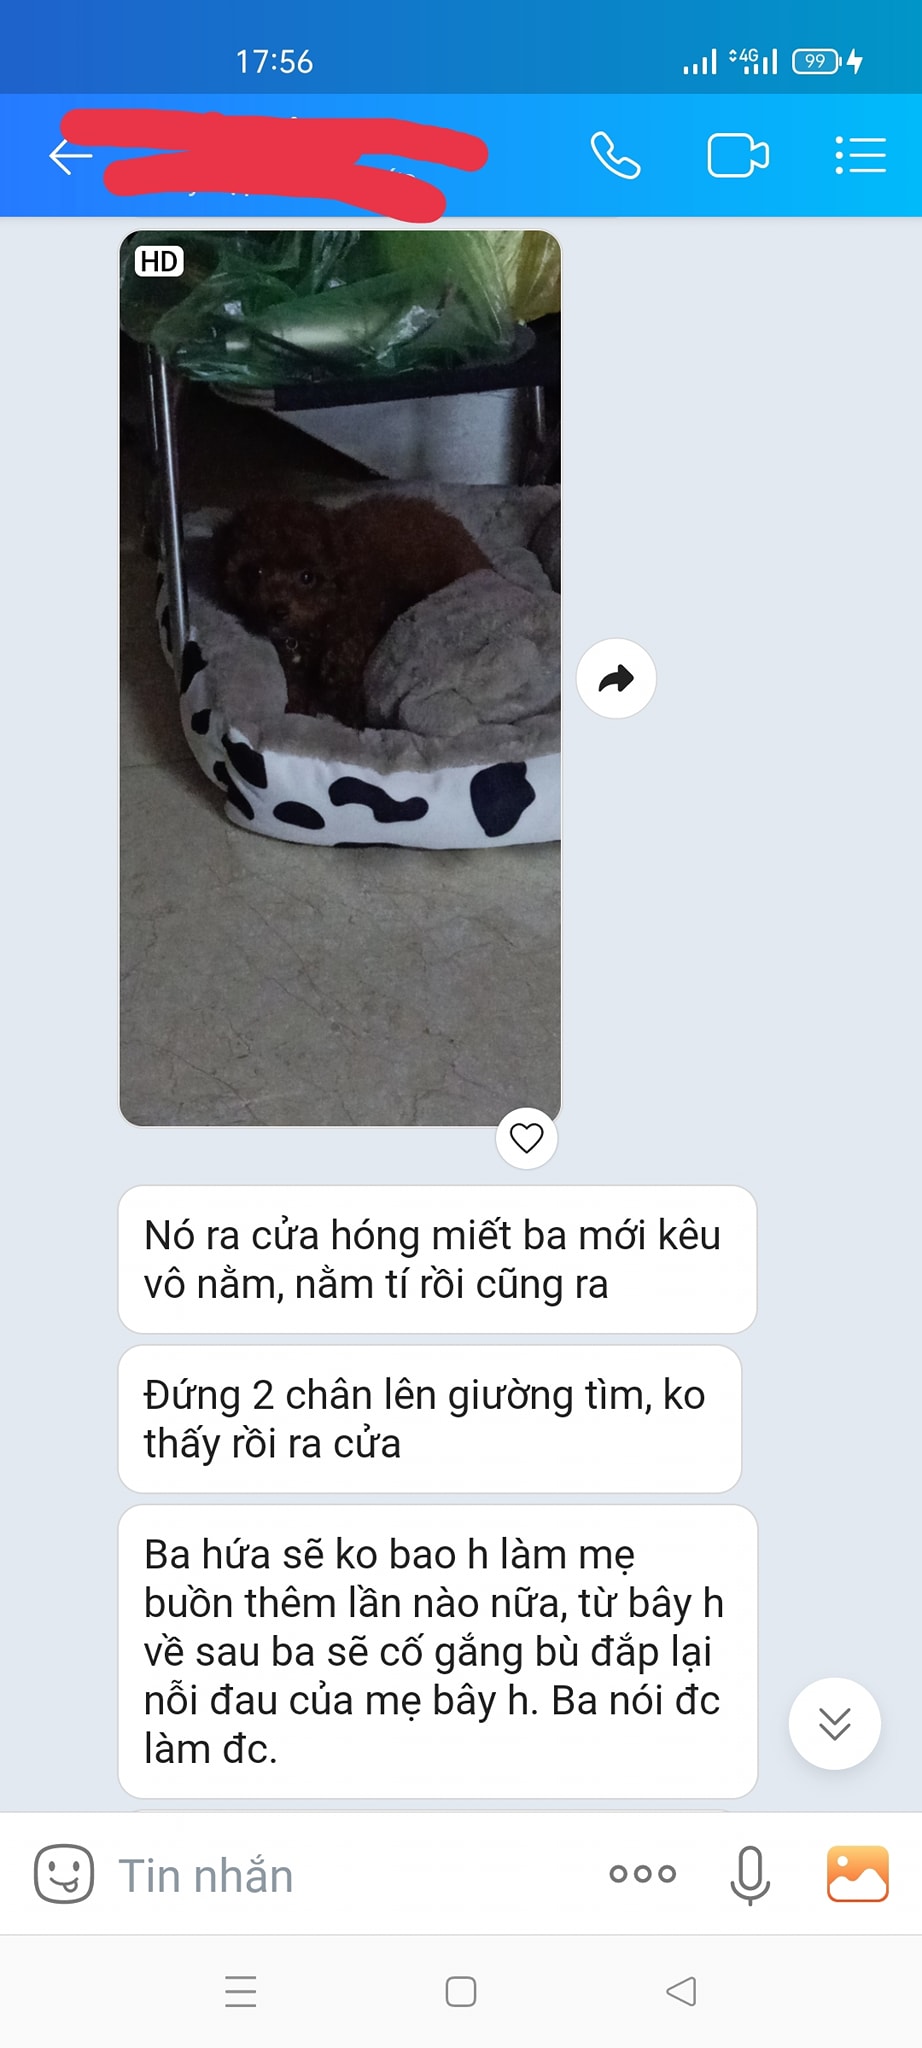 17:56
4G
99
HD
Nó ra cửa hóng miết ba mới kêu
vô nằm, nằm tí rồi cũng ra
Đứng 2 chân lên giường tìm, ko
thấy rồi ra cửa
Ba hứa sẽ ko bao h làm mẹ
buồn thêm lần nào nữa, từ bây h
về sau ba sẽ cố gắng bù đắp lại
nỗi đau của mẹ bây h. Ba nói đc
làm đc.
Tin nhắn